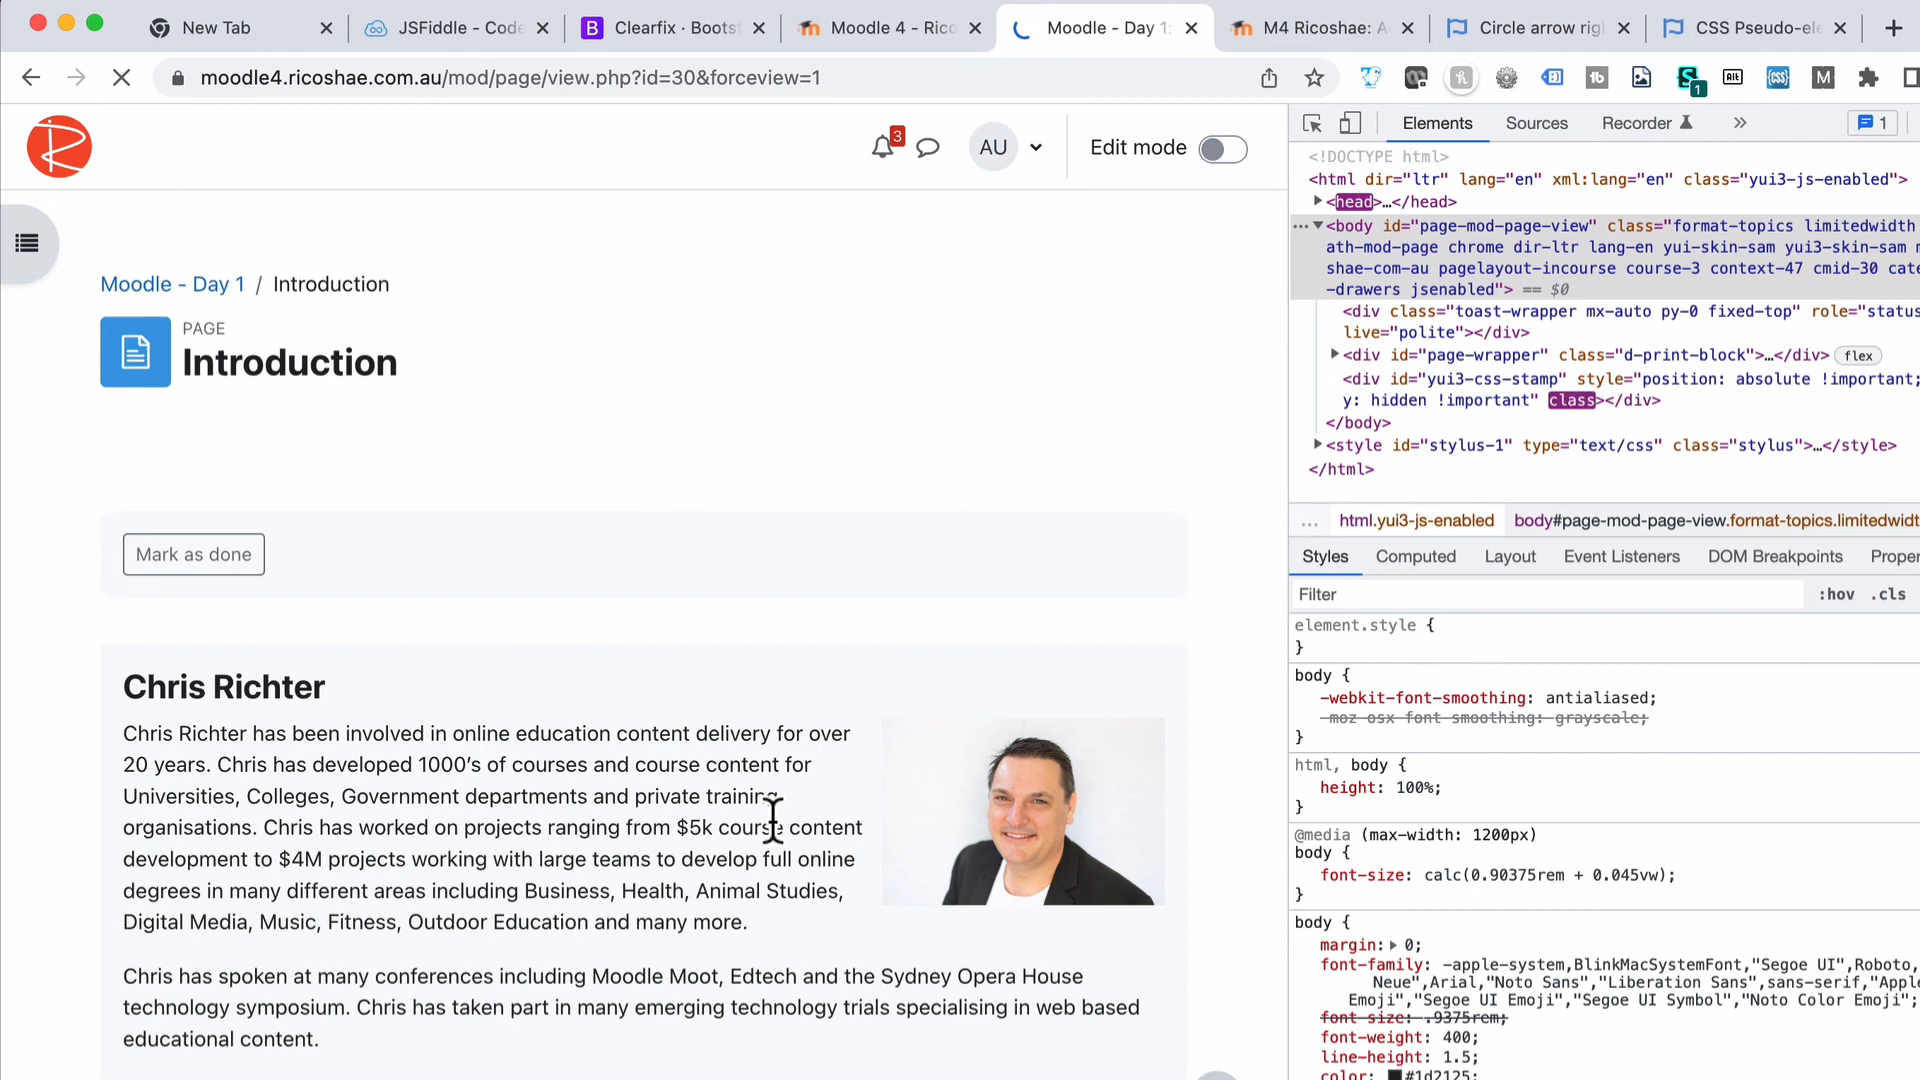 New Tab
JSFiddle - Code
Clearfix · Bootst
Moodle 4 - Rico
Moodle - Day 1:
M4 Ricoshae: A
Circle arrow rig
CSS Pseudo-ele
moodle4.ricoshae.com.au/mod/page/view.php?id=30&forceview=1
3
AU
Edit mode
Moodle - Day 1 / Introduction
PAGE
Introduction
Mark as done
Chris Richter
Chris Richter has been involved in online education content delivery for over
20 years. Chris has developed 1000's of courses and course content for
Universities, Colleges, Government departments and private training
organisations. Chris has worked on projects ranging from $5k course content
development to $4M projects working with large teams to develop full online
degrees in many different areas including Business, Health, Animal Studies,
Digital Media, Music, Fitness, Outdoor Education and many more.
Chris has spoken at many conferences including Moodle Moot, Edtech and the Sydney Opera House
technology symposium. Chris has taken part in many emerging technology trials specialising in web based
educational content.
Elements Sources Recorder » 1
<!DOCTYPE html>
<html dir="ltr" lang="en" xml:lang="en" class="yui3-js-enabled">
<head>…</head>
<body id="page-mod-page-view" class="format-topics limitedwidth
ath-mod-page chrome dir-ltr lang-en yui-skin-sam yui3-skin-sam
shae-com-au pagelayout-incourse course-3 context-47 cmid-30 cate
-drawers jsenabled"> == $0
<div class="toast-wrapper mx-auto py-0 fixed-top" role="status
live="polite"></div>
<div id="page-wrapper" class="d-print-block">…</div> flex
<div id="yui3-css-stamp" style="position: absolute !important;
y: hidden !important" class></div>
</body>
<style id="stylus-1" type="text/css" class="stylus">…</style>
</html>
… html.yui3-js-enabled body#page-mod-page-view.format-topics.limitedwidt
Styles Computed Layout Event Listeners DOM Breakpoints Proper
Filter :hov .cls
element.style {
}
body {
-webkit-font-smoothing: antialiased;
-moz-osx-font-smoothing: grayscale;
}
html, body {
height: 100%;
}
@media (max-width: 1200px)
body {
font-size: calc(0.90375rem + 0.045vw);
}
body {
margin: 0;
font-family: -apple-system,BlinkMacSystemFont,"Segoe UI",Roboto,
Neue",Arial,"Noto Sans","Liberation Sans",sans-serif,"Apple
Emoji","Segoe UI Emoji","Segoe UI Symbol","Noto Color Emoji";
font-size: .9375rem;
font-weight: 400;
line-height: 1.5;
color: #1d2125;